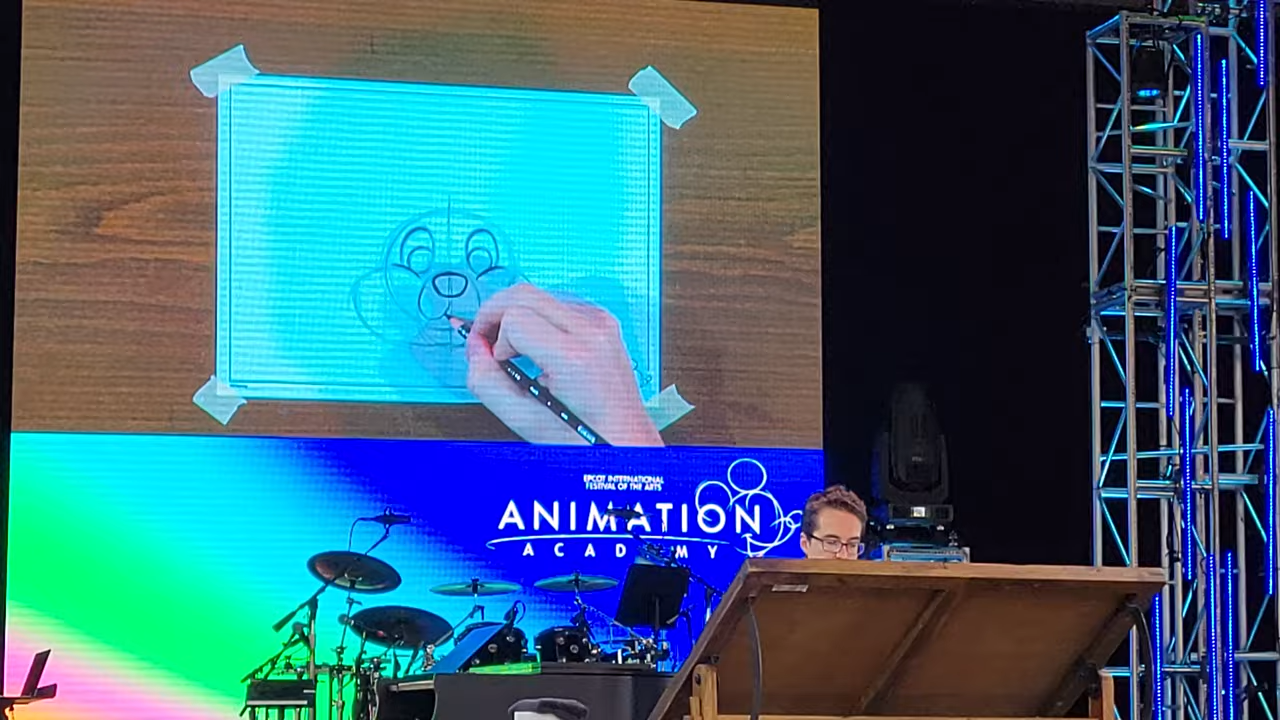 EPCOT INTERNATIONAL
FESTIVAL OF THE ARTS
ANIMATION
ACADEMY